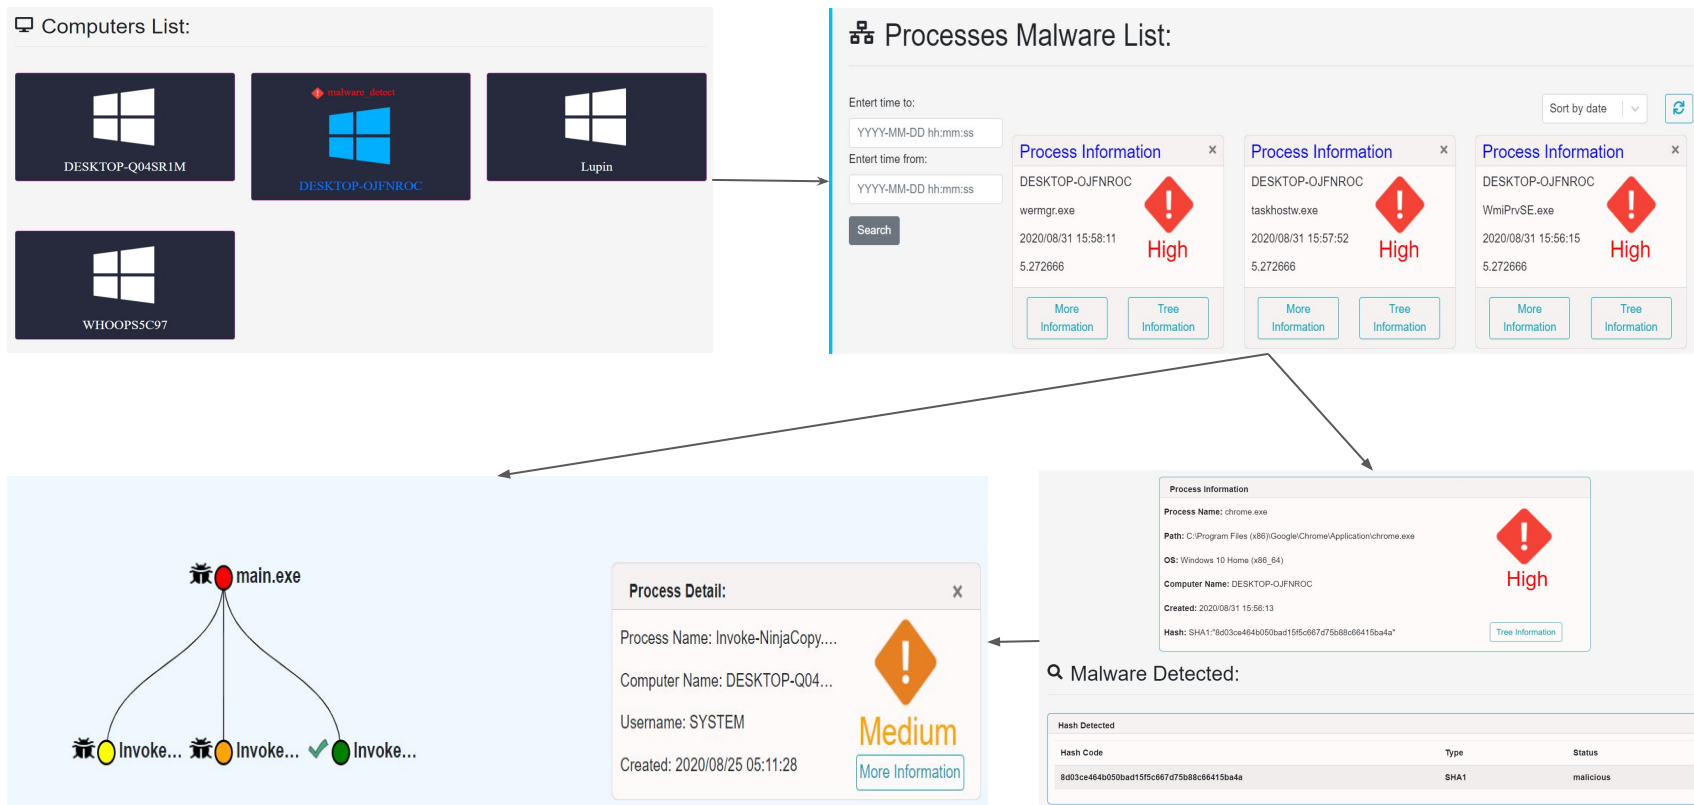 Computers List:
malware_detect
DESKTOP-Q04SR1M
DESKTOP-OJFNROC
Lupin
WHOOPS5C97
Processes Malware List:
Entert time to:
YYYY-MM-DD hh:mm:ss
Entert time from:
YYYY-MM-DD hh:mm:ss
Search
Sort by date
Process Information ×
DESKTOP-OJFNROC
wermgr.exe
2020/08/31 15:58:11
5.272666
High
More Information
Tree Information
Process Information ×
DESKTOP-OJFNROC
taskhostw.exe
2020/08/31 15:57:52
5.272666
High
More Information
Tree Information
Process Information ×
DESKTOP-OJFNROC
WmiPrvSE.exe
2020/08/31 15:56:15
5.272666
High
More Information
Tree Information
main.exe
Invoke...
Invoke...
Invoke...
Process Detail: ×
Process Name: Invoke-NinjaCopy....
Computer Name: DESKTOP-Q04...
Username: SYSTEM
Created: 2020/08/25 05:11:28
Medium
More Information
Process Information
Process Name: chrome.exe
Path: C:\Program Files (x86)\Google\Chrome\Application\chrome.exe
OS: Windows 10 Home (x86_64)
Computer Name: DESKTOP-OJFNROC
Created: 2020/08/31 15:56:13
Hash: SHA1:"8d03ce464b050bad15f5c667d75b88c66415ba4a"
High
Tree Information
Malware Detected:
Hash Detected
Hash Code Type Status
8d03ce464b050bad15f5c667d75b88c66415ba4a SHA1 malicious